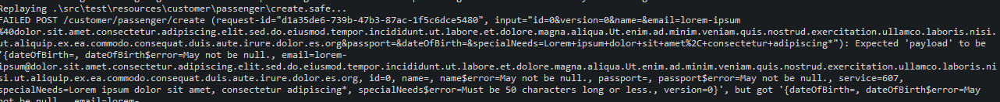 Replaying .\src\test\resources\customer\passenger\create.safe...
FAILED POST /customer/passenger/create (request-id="d1a35de6-739b-47b3-87ac-1f5c6dce5480", input="id=0&version=0&name=&email=lorem-ipsum
%40dolor.sit.amet.consectetur.adipiscing.elit.sed.do.eiusmod.tempor.incididunt.ut.labore.et.dolore.magna.aliqua.Ut.enim.ad.minim.veniam.quis.nostrud.exercitation.ullamco.laboris.nisi.
ut.aliquip.ex.ea.commodo.consequat.duis.aute.irure.dolor.es.org&passport=&dateOfBirth=&specialNeeds=Lorem+ipsum+dolor+sit+amet%2C+consectetur+adipiscing*"): Expected 'payload' to be
'{dateOfBirth=, dateOfBirth$error=May not be null., email=lorem-
ipsum@dolor.sit.amet.consectetur.adipiscing.elit.sed.do.eiusmod.tempor.incididunt.ut.labore.et.dolore.magna.aliqua.Ut.enim.ad.minim.veniam.quis.nostrud.exercitation.ullamco.laboris.ni
si.ut.aliquip.ex.ea.commodo.consequat.duis.aute.irure.dolor.es.org, id=0, name=, name$error=May not be null., passport=, passport$error=May not be null., service=607,
specialNeeds=Lorem ipsum dolor sit amet, consectetur adipiscing*, specialNeeds$error=Must be 50 characters long or less., version=0}', but got '{dateOfBirth=, dateOfBirth$error=May
not be null., email=lorem-